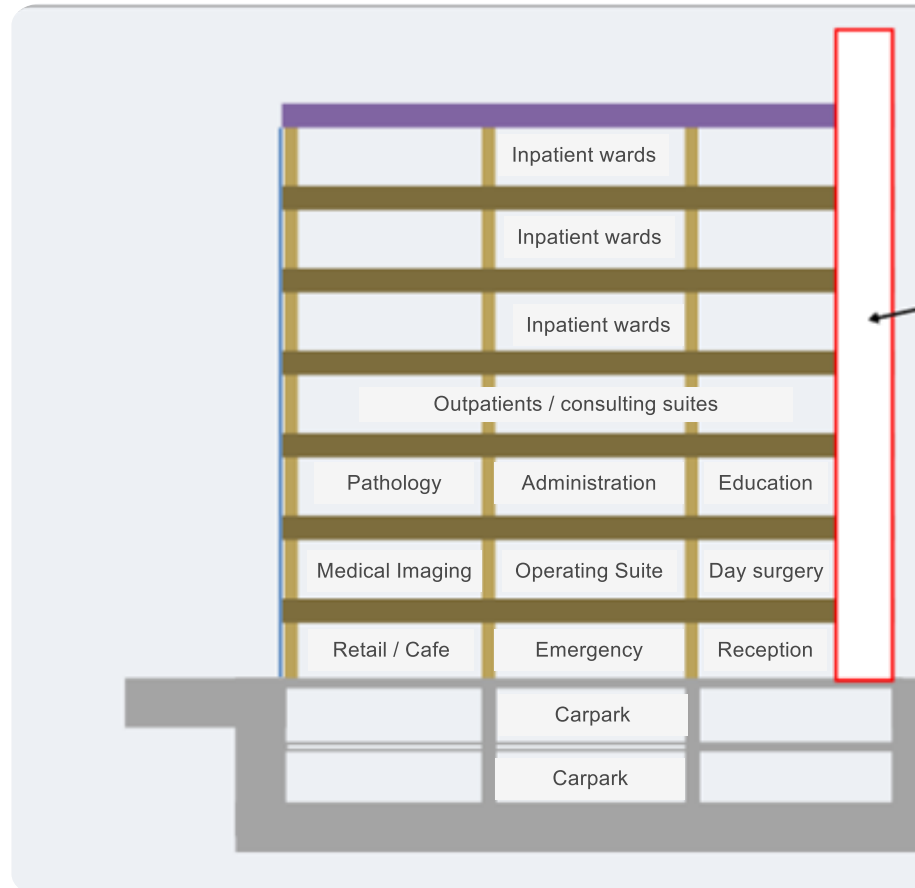 Inpatient wards
Inpatient wards
Inpatient wards
Outpatients / consulting suites
Pathology Administration Education
Medical Imaging Operating Suite Day surgery
Retail / Cafe Emergency Reception
Carpark
Carpark